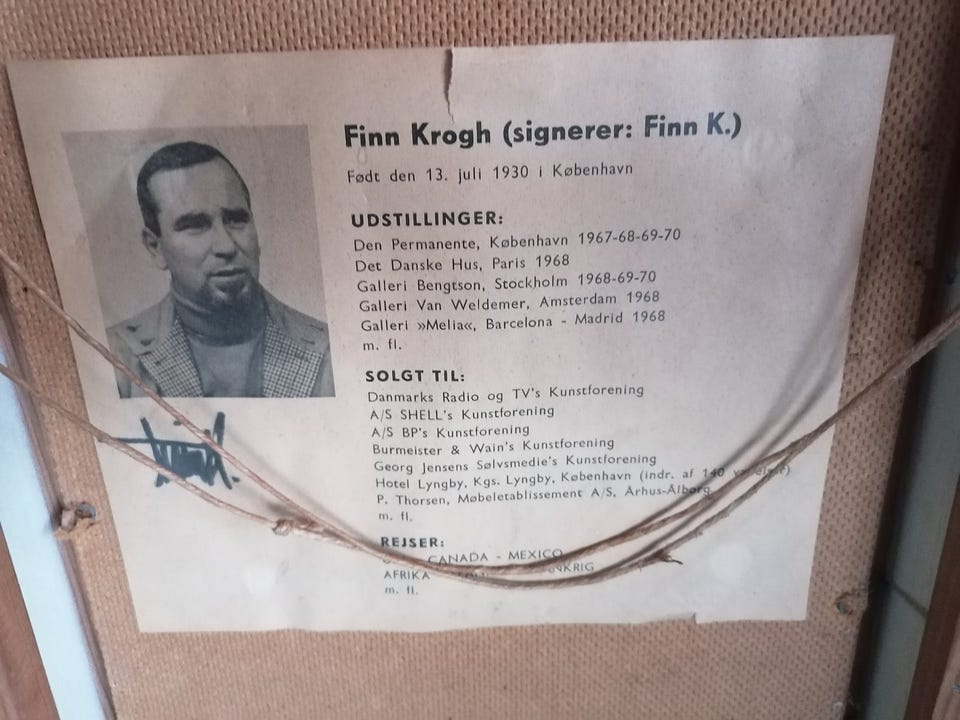 Finn Krogh (signerer: Finn K.)
Født den 13. juli 1930 i København
UDSTILLINGER:
Den Permanente, København 1967-68-69-70
Det Danske Hus, Paris 1968
Galleri Bengtson, Stockholm 1968-69-70
Galleri Van Weldemer, Amsterdam 1968
Galleri »Melia«, Barcelona - Madrid 1968
m. fl.
SOLGT TIL:
Danmarks Radio og TV's Kunstforening
A/S SHELL's Kunstforening
A/S BP's Kunstforening
Burmeister & Wain's Kunstforening
Georg Jensens Sølvsmedie's Kunstforening
Hotel Lyngby, Kgs. Lyngby, København (indr. af 140
P. Thorsen, Møbeletablissement A/S, Århus-Ålborg
m. fl.
REJSER:
CANADA - MEXICO
AFRIKA
m. fl.